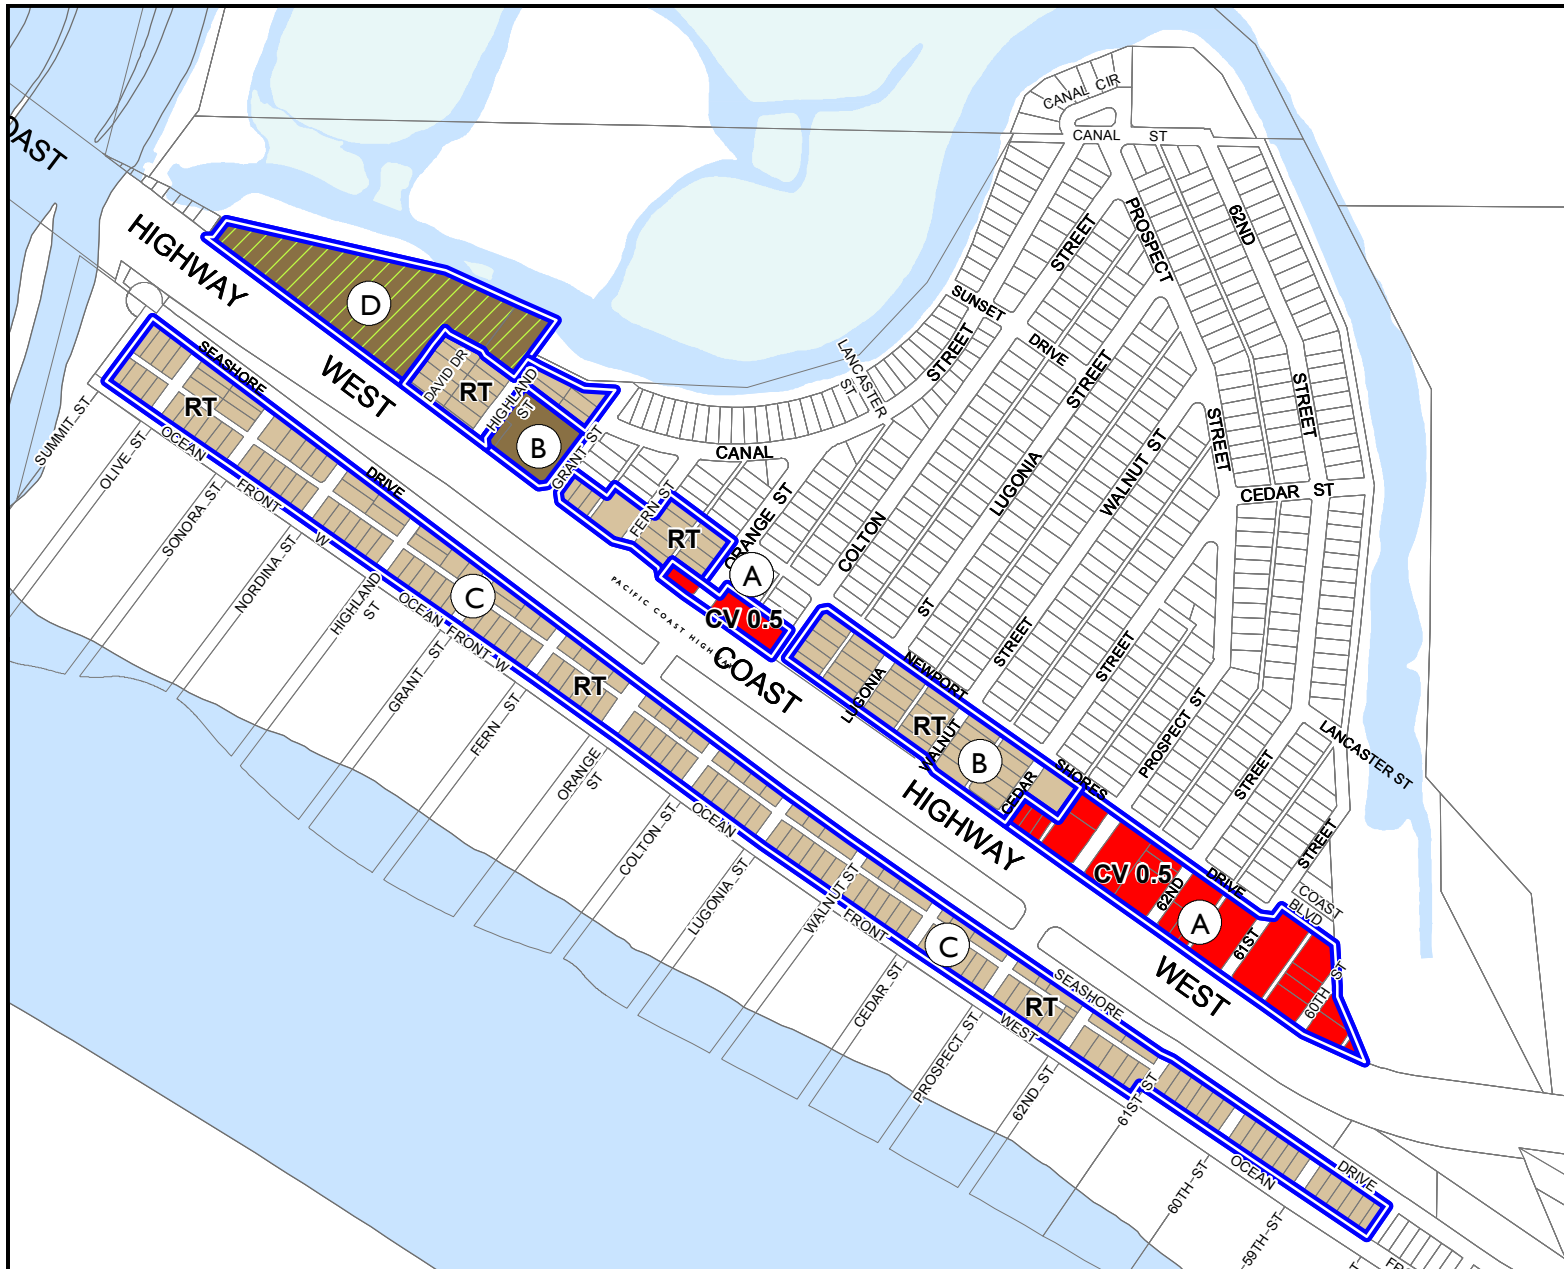 OAST
HIGHWAY
WEST
COAST
HIGHWAY
WEST
PACIFIC COAST HIGHWAY
CANAL CIR
CANAL ST
PROSPECT
STREET
62ND
STREET
STREET
SUNSET
DRIVE
LANCASTER
ST
STREET
STREET
CANAL
CEDAR ST
WALNUT ST
LUGONIA
COLTON
ORANGE ST
FERN ST
GRANT ST
HIGHLAND
ST
DAVID DR
D
RT
B
RT
A
CV 0.5
ST
STREET
STREET
PROSPECT ST
STREET
STREET
LANCASTER ST
NEWPORT
SHORES
DRIVE
LUGONIA
WALNUT
CEDAR
RT
B
CV 0.5
62ND
A
61ST
60TH ST
COAST
BLVD
SEASHORE
DRIVE
SEASHORE
DRIVE
RT
C
RT
C
RT
OCEAN
FRONT
W
OCEAN FRONT W
OCEAN
FRONT
WEST
OCEAN
SUMMIT ST
OLIVE ST
SONORA ST
NORDINA ST
HIGHLAND
ST
GRANT ST
FERN ST
ORANGE
ST
COLTON ST
LUGONIA ST
WALNUT ST
CEDAR ST
PROSPECT ST
62ND ST
61ST ST
60TH ST
59TH ST
FR